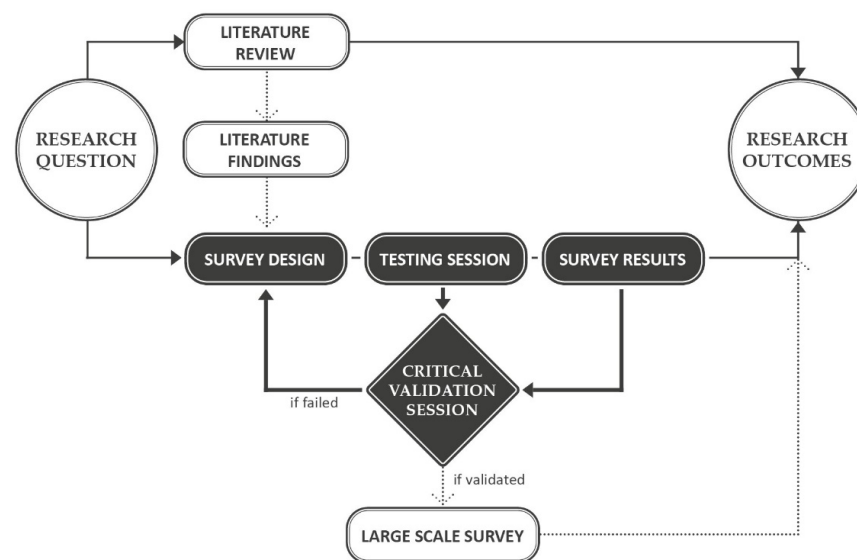 LITERATURE
REVIEW
RESEARCH
QUESTION
LITERATURE
FINDINGS
RESEARCH
OUTCOMES
SURVEY DESIGN
TESTING SESSION
SURVEY RESULTS
CRITICAL
VALIDATION
SESSION
if failed
if validated
LARGE SCALE SURVEY